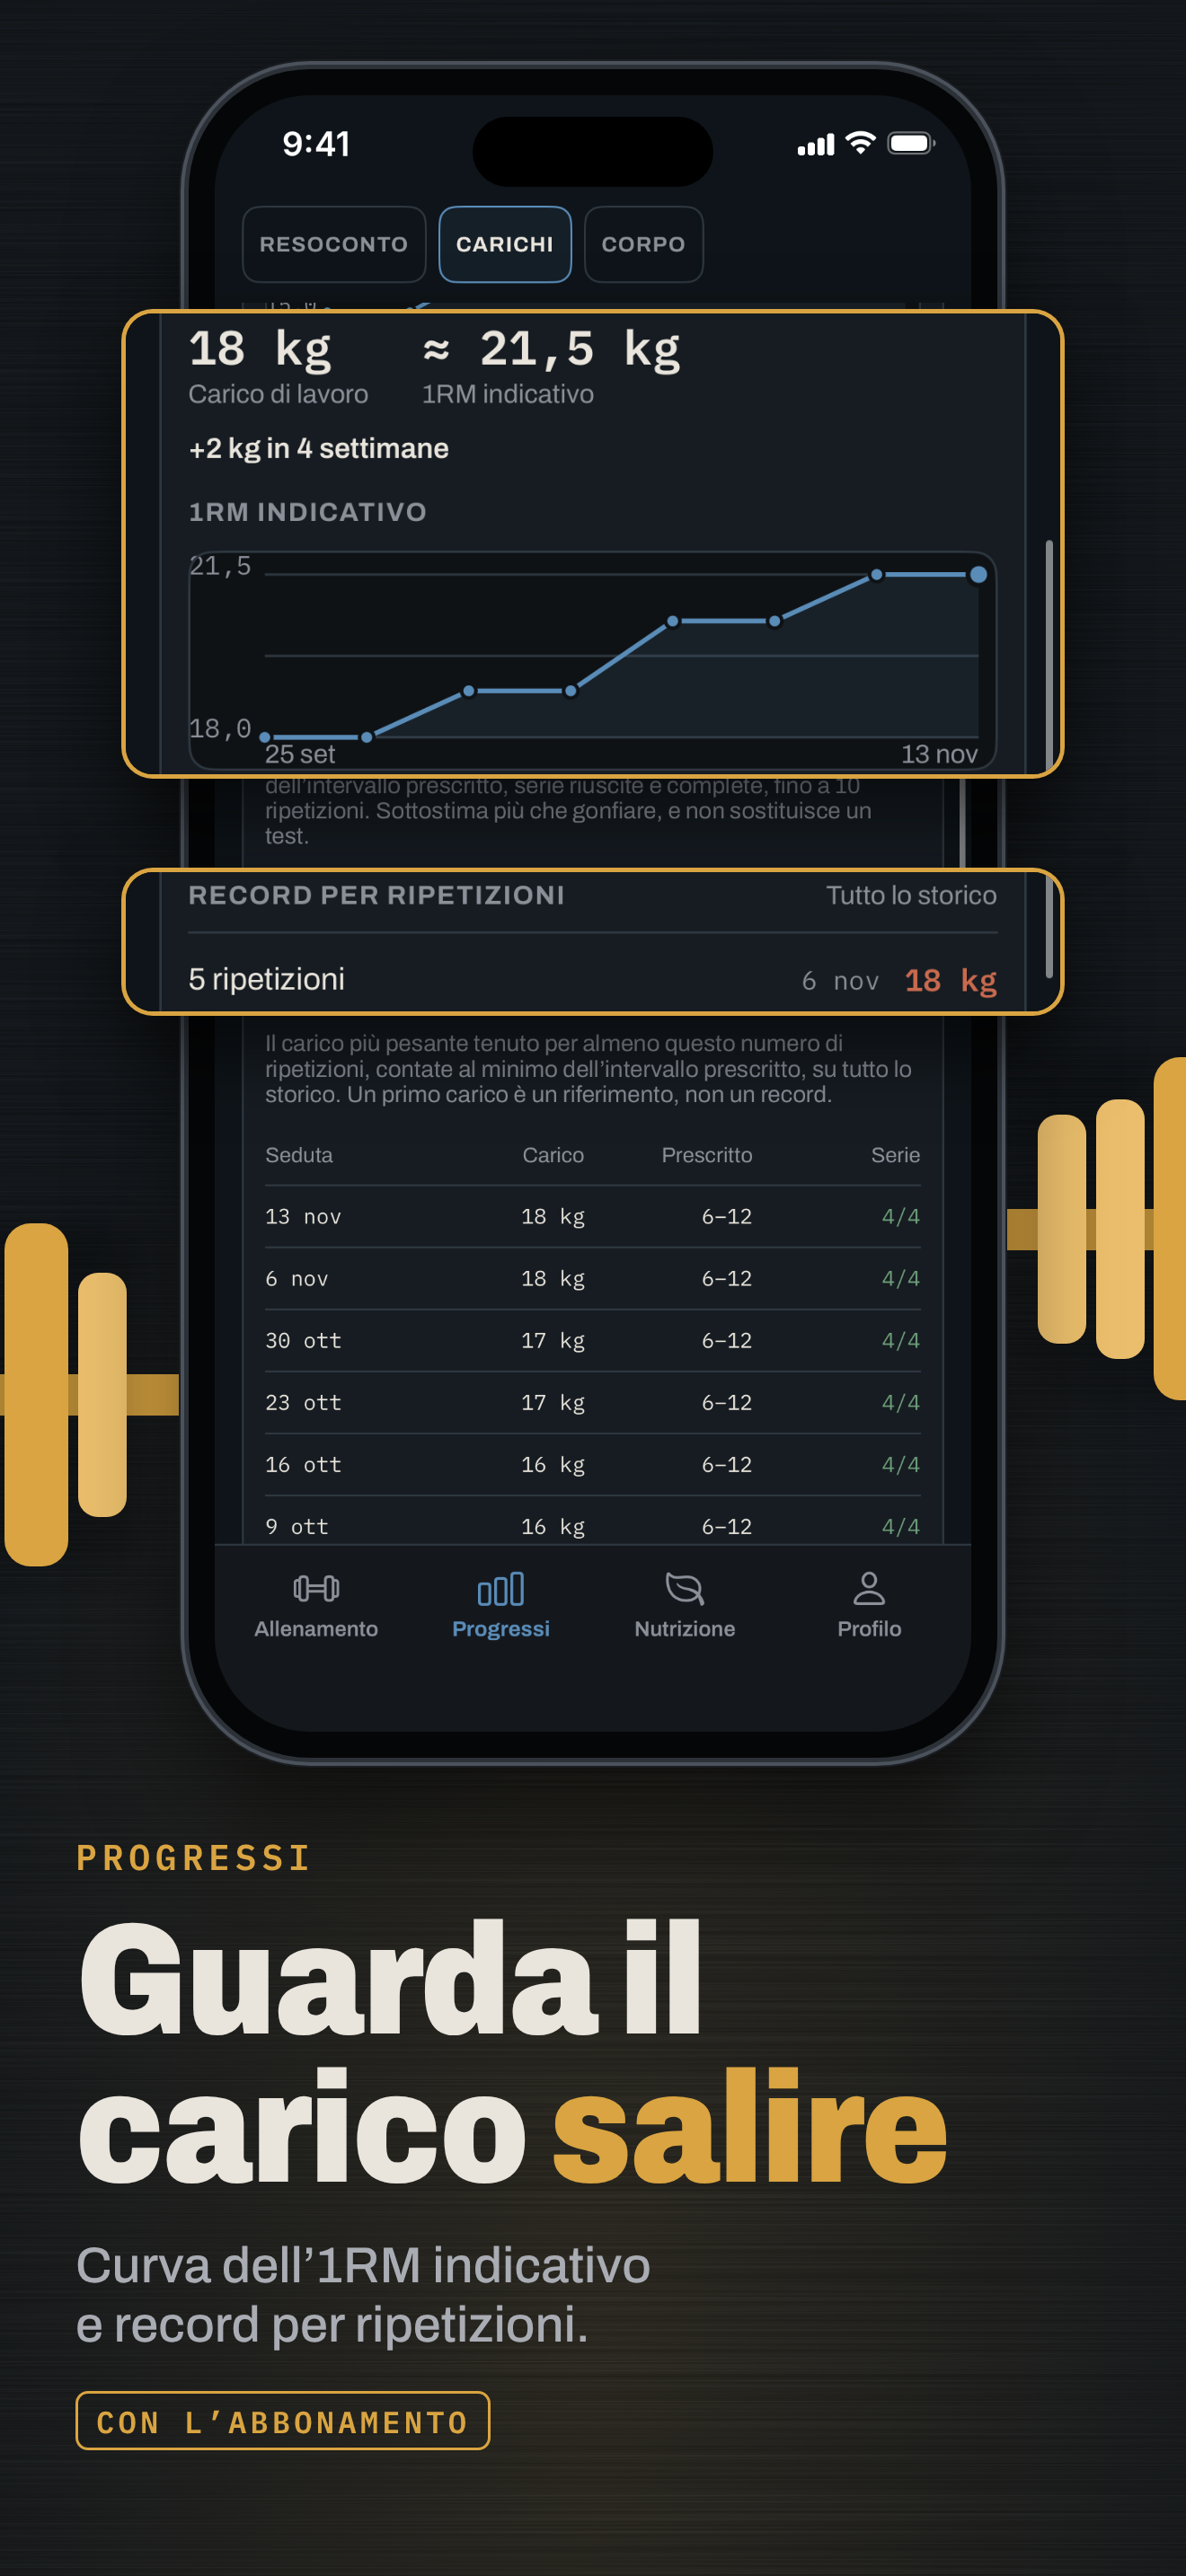 9:41
RESOCONTO CARICHI CORPO
18 kg ≈ 21,5 kg
Carico di lavoro 1RM indicativo
+2 kg in 4 settimane
1RM INDICATIVO
21,5
18,0
25 set 13 nov
dell’intervallo prescritto, serie riuscite e complete, fino a 10
ripetizioni. Sottostima più che gonfiare, e non sostituisce un
test.
RECORD PER RIPETIZIONI Tutto lo storico
5 ripetizioni 6 nov 18 kg
Il carico più pesante tenuto per almeno questo numero di
ripetizioni, contate al minimo dell’intervallo prescritto, su tutto lo
storico. Un primo carico è un riferimento, non un record.
Seduta Carico Prescritto Serie
13 nov 18 kg 6–12 4/4
6 nov 18 kg 6–12 4/4
30 ott 17 kg 6–12 4/4
23 ott 17 kg 6–12 4/4
16 ott 16 kg 6–12 4/4
9 ott 16 kg 6–12 4/4
Allenamento Progressi Nutrizione Profilo
PROGRESSI
Guarda il
carico salire
Curva dell’1RM indicativo
e record per ripetizioni.
CON L’ABBONAMENTO